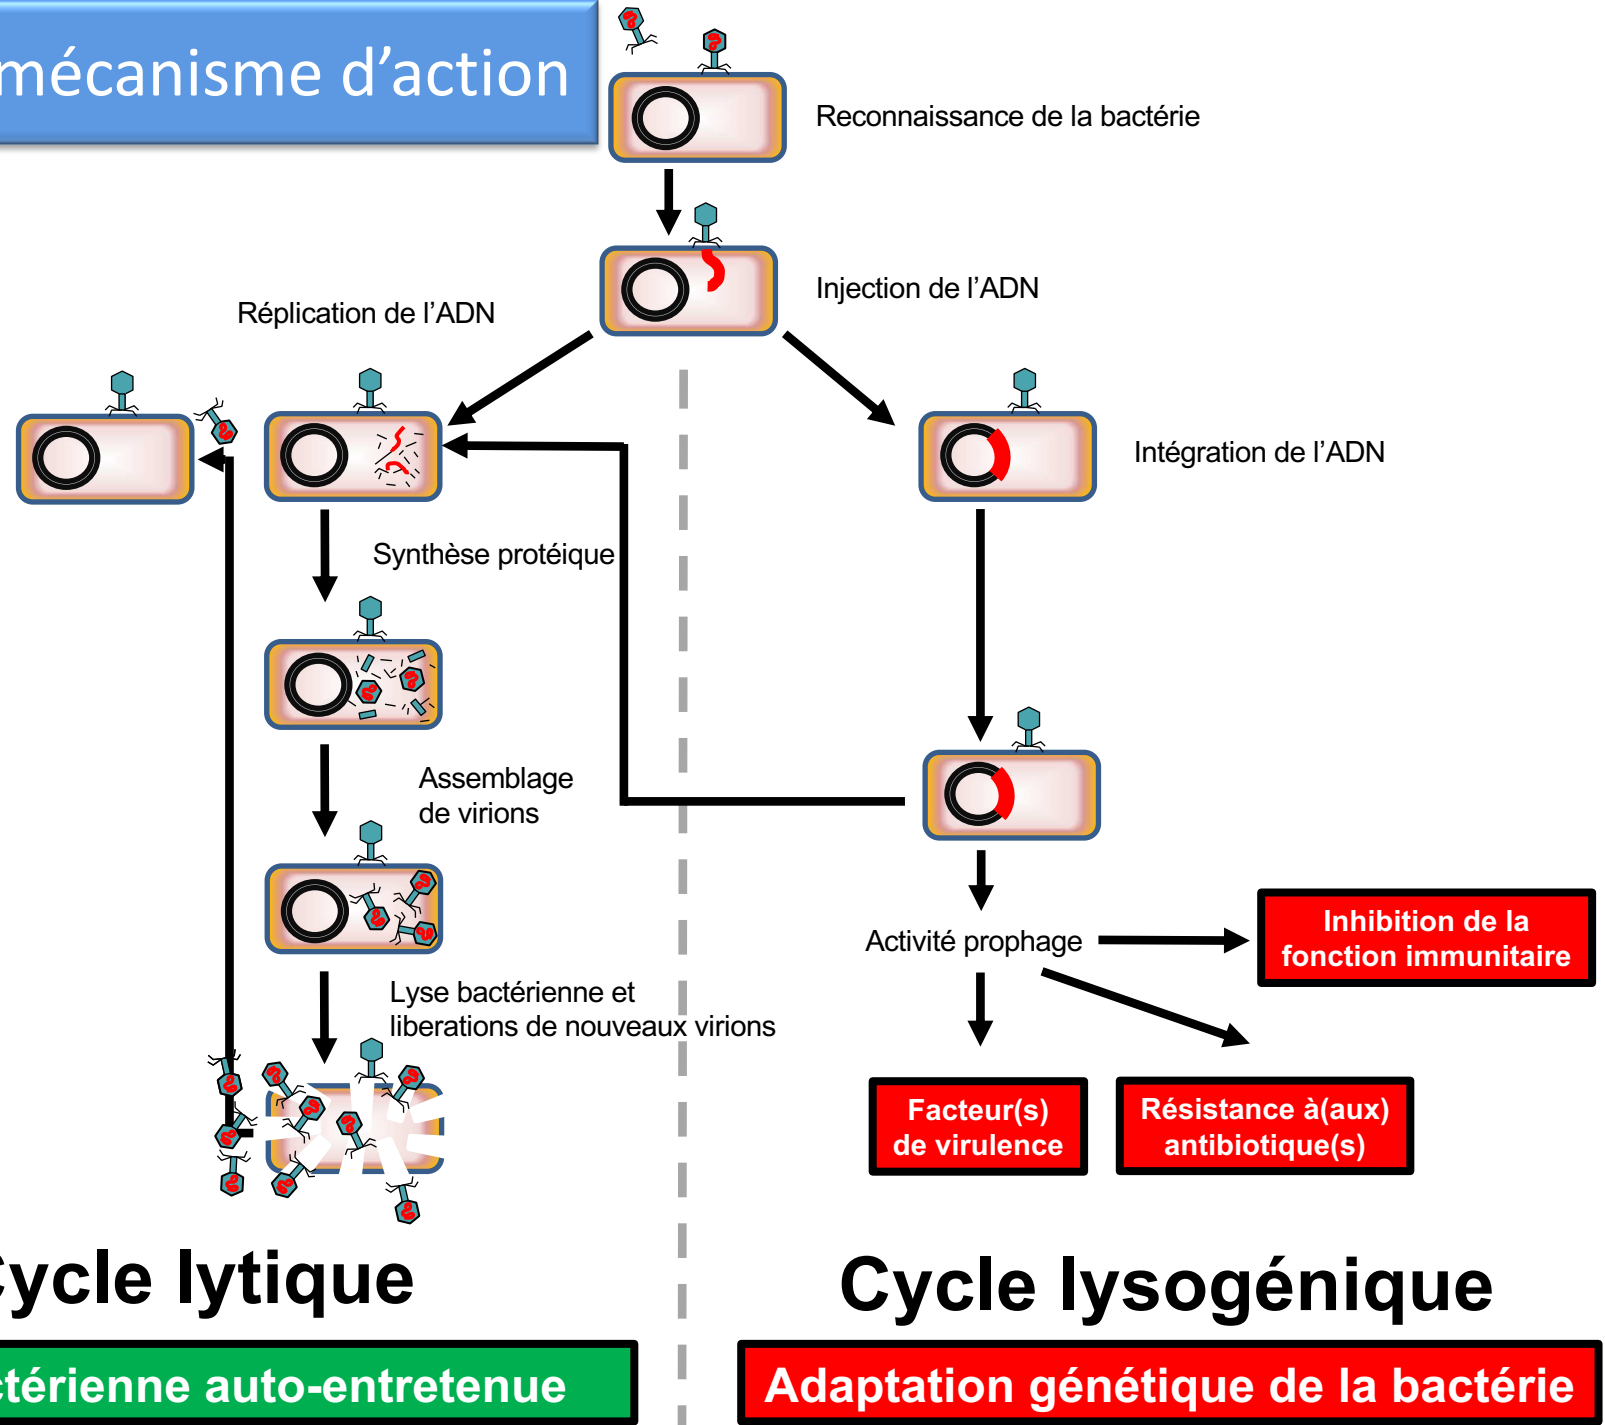 mécanisme d’action
Reconnaissance de la bactérie
Injection de l’ADN
Réplication de l’ADN
Intégration de l’ADN
Synthèse protéique
Assemblage
de virions
Lyse bactérienne et
liberations de nouveaux virions
Activité prophage
Inhibition de la
fonction immunitaire
Facteur(s)
de virulence
Résistance à(aux)
antibiotique(s)
Cycle lytique
Cycle lysogénique
ctérienne auto-entretenue
Adaptation génétique de la bactérie